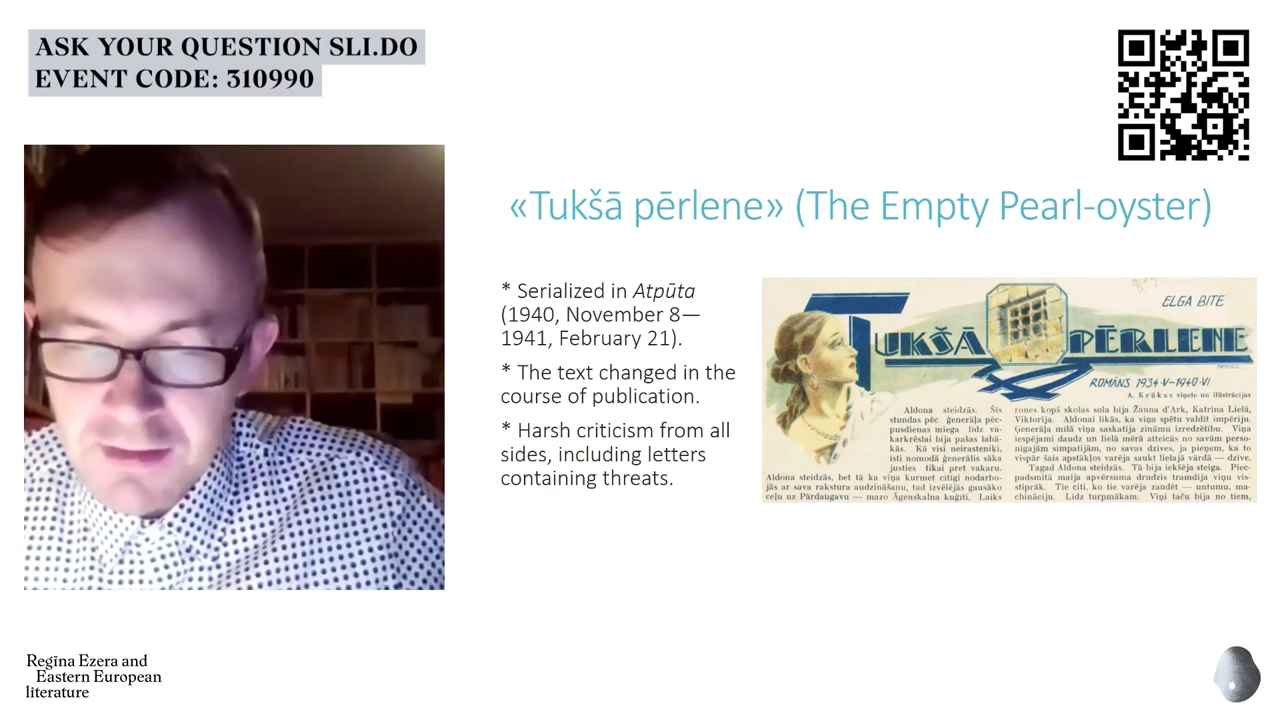 ASK YOUR QUESTION SLI.DO
EVENT CODE: 310990
«Tukšā pērlene» (The Empty Pearl-oyster)
* Serialized in Atpūta
(1940, November 8—
1941, February 21).
* The text changed in the
course of publication.
* Harsh criticism from all
sides, including letters
containing threats.
ELGA BITE
TUKŠĀ PĒRLENE
ROMĀNS 1934·V–1940·VI
A. Krūkas vinjete un ilūstrācijas
Aldona steidzās. Šis
stundas pēc ģenerāļa pēc-
pusdienas miega līdz va-
karkrēslai bija pašas labā-
kās. Kā visi neirasteniķi,
īsti nomodā ģenerālis sāka
justies tikai pret vakaru.
Aldona steidzās, bet tā ka viņa kurmet cītīgi nodarbo-
jās ar sava rakstura audzināšanu, tad izvēlējās gausāko
ceļu uz Pārdaugavu — mazo Āgenskalna kuģīti. Laiks
rones kopš skolas sola bija Žanna d'Ark, Katrīna Lielā,
Viktorija. Aldonai likās, ka viņa spētu valdīt impēriju.
Ģenerāļa mīlā viņa saskatīja zināmu izredzētību. Viņa
iespējami daudz un lielā mērā atteicās no savām perso-
nīgajām simpatijām, no savas dzīves, ja pieņem, ka to
vispār šais apstākļos varēja saukt lielajā vārdā — dzīve.
Tagad Aldona steidzās. Tā bija iekšēja steiga. Piec-
padsmitā maija apvērsuma drudzis tramdīja viņu vis-
stiprāk. Tie citi, ko tie varēja zaudēt — untumu, ma-
chināciju. Līdz turpmākam. Viņi taču bija no tiem,
Regīna Ezera and
Eastern European
literature